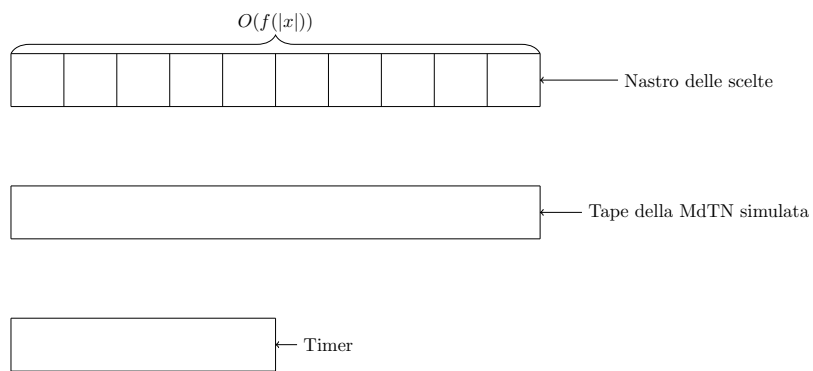 O(f(|x|))
Nastro delle scelte
Tape della MdTN simulata
Timer